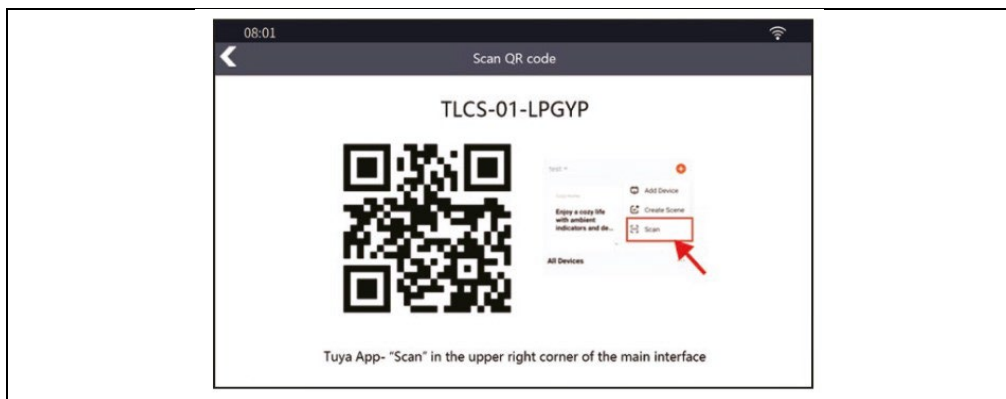 08:01
Scan QR code
TLCS-01-LPGYP
test
Add Device
Create Scene
Enjoy a cozy life
with ambient
indicators and de...
Scan
All Devices
Tuya App- “Scan” in the upper right corner of the main interface